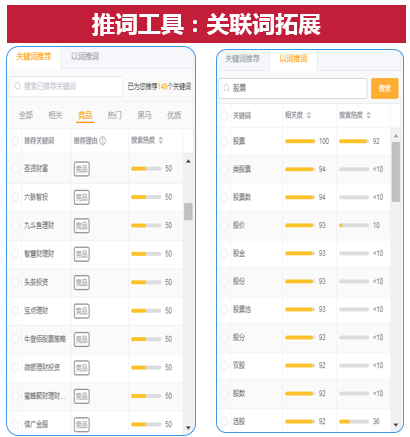 推词工具：关联词拓展
关键词推荐 以词推词
搜索已推荐关键词 已为您推荐148个关键词
全部 相关 竞品 热门 黑马 优质
推荐关键词 推荐理由 搜索热度
圣资财富 竞品 50
六脉智投 竞品 50
九斗鱼理财 竞品 50
智慧财理财 竞品 50
头条投资 竞品 50
宝点理财 竞品 50
牛壹佰股票策略 竞品 50
微银理财投资 竞品 50
蜜蜂聚财理财... 竞品 50
信广金服 竞品 50
关键词推荐 以词推词
股票 搜索
关键词 相关度 搜索热度
股票 100 92
类股票 94 <10
股票数 94 <10
股价 93 10
股金 93 <10
股份 93 <10
股票池 93 <10
股分 92 <10
双股 92 <10
股数 92 <10
选股 92 36